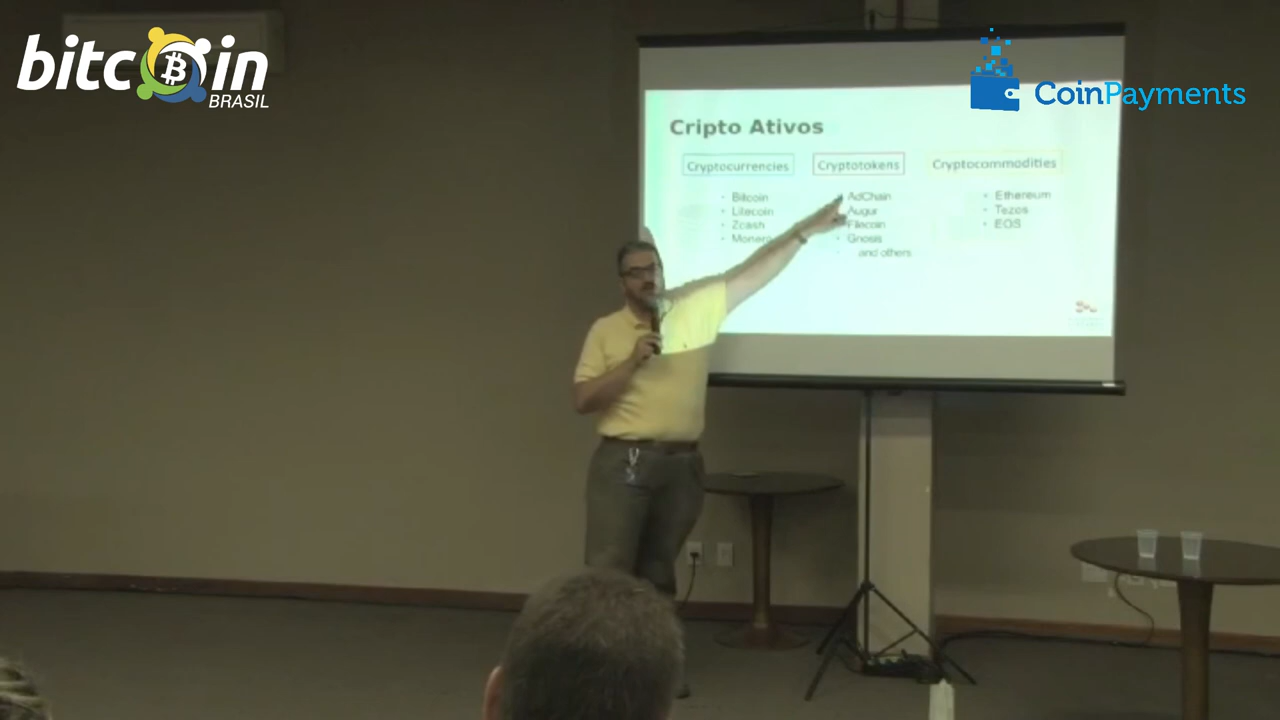 bitcoin
BRASIL
CoinPayments
Cripto Ativos
Cryptocurrencies
Bitcoin
Litecoin
Zcash
Monero
Cryptotokens
AdChain
Augur
Filecoin
Gnosis
and others
Cryptocommodities
Ethereum
Tezos
EOS